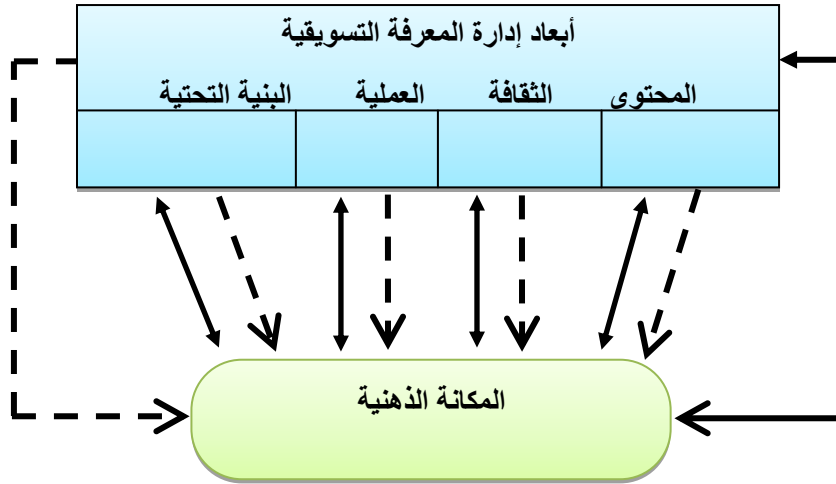 أبعاد إدارة المعرفة التسويقية
المحتوى الثقافة العملية البنية التحتية
المكانة الذهنية